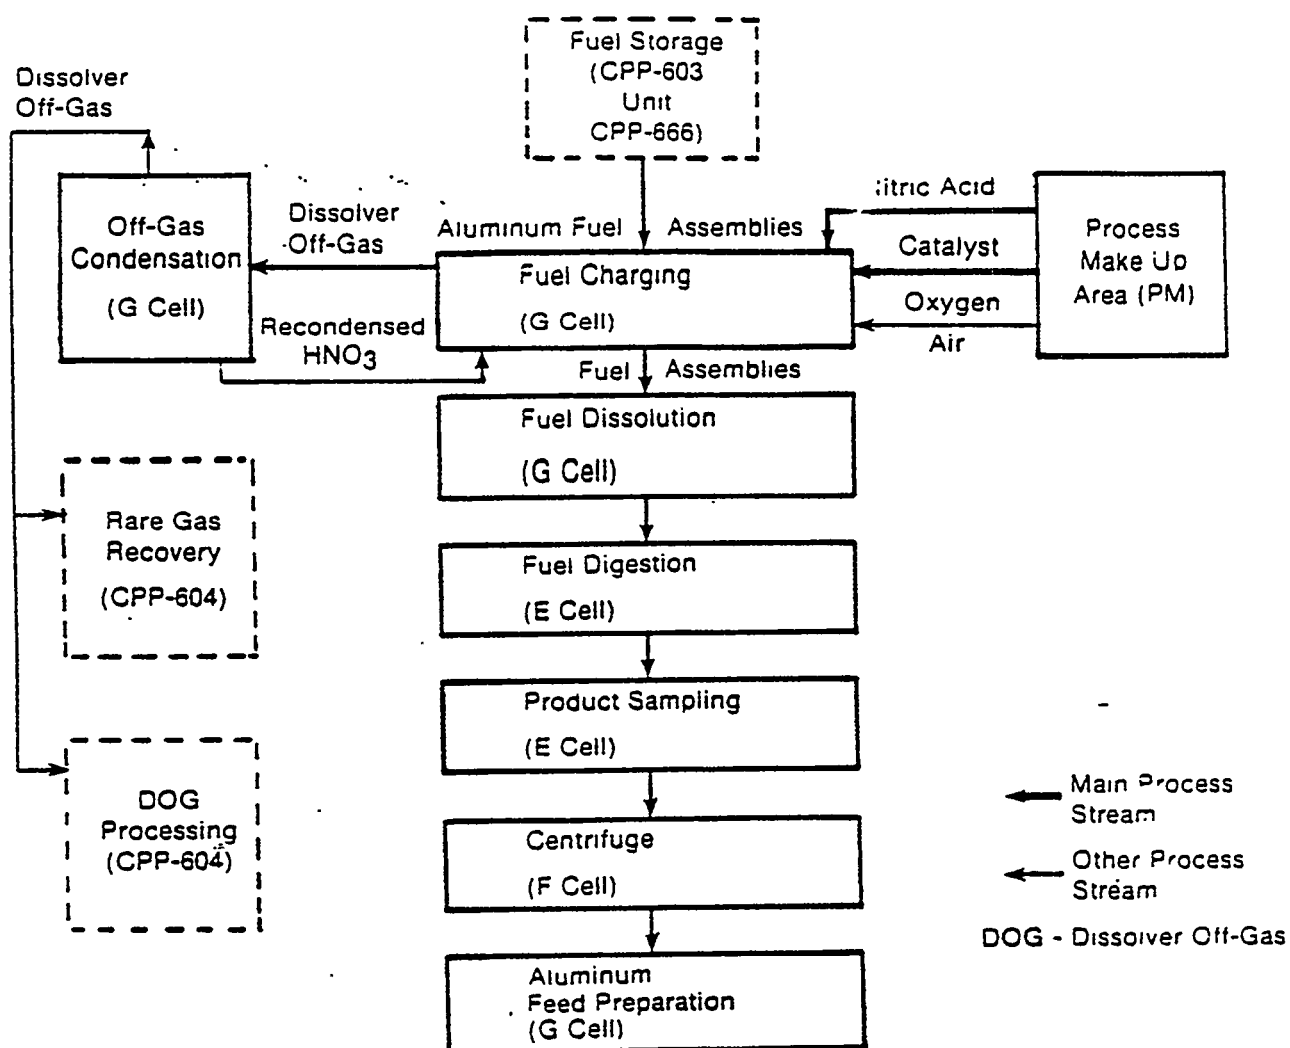 Fuel Storage
(CPP-603
Unit
CPP-666)
Dissolver
Off-Gas
Off-Gas
Condensation
(G Cell)
Dissolver
Off-Gas
Recondensed
HNO3
Aluminum Fuel Assemblies
Fuel Charging
(G Cell)
itric Acid
Catalyst
Oxygen
Air
Process
Make Up
Area (PM)
Fuel Assemblies
Fuel Dissolution
(G Cell)
Rare Gas
Recovery
(CPP-604)
Fuel Digestion
(E Cell)
Product Sampling
(E Cell)
DOG
Processing
(CPP-604)
Centrifuge
(F Cell)
Aluminum
Feed Preparation
(G Cell)
Main Process
Stream
Other Process
Stream
DOG - Dissolver Off-Gas